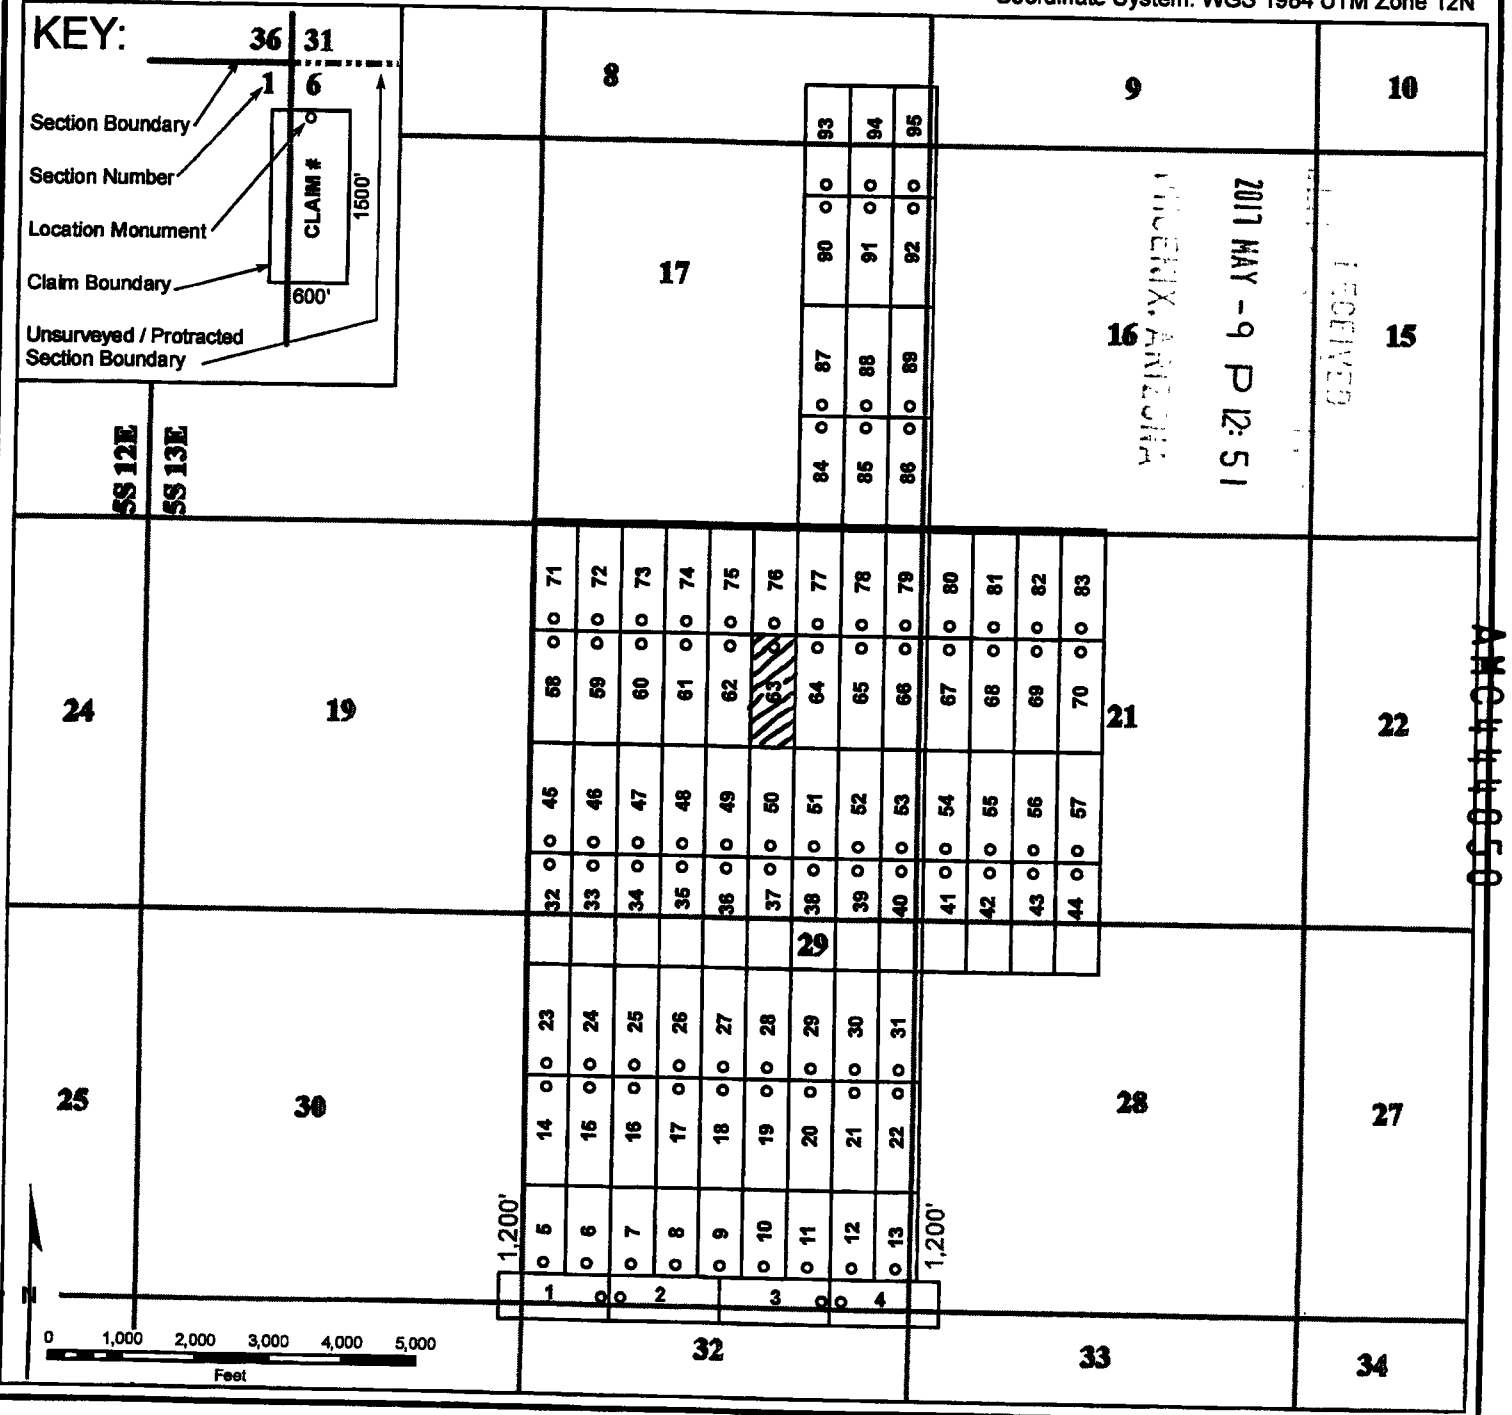 Coordinate System: WGS 1984 UTM Zone 12N
KEY:
36 31
1 6
Section Boundary
Section Number
Location Monument
Claim Boundary
Unsurveyed / Protracted
Section Boundary
CLAIM #
1500'
600'
8 9 10
93 94 95
17 16 15
90 91 92
87 88 89
84 85 86
2017 MAY -9 P 12:51
RECEIVED
PHOENIX, ARIZONA
5S 12E
5S 13E
71 72 73 74 75 76 77 78 79 80 81 82 83
58 59 60 61 62 63 64 65 66 67 68 69 70
24 19 21 22
45 46 47 48 49 50 51 52 53 54 55 56 57
32 33 34 35 36 37 38 39 40 41 42 43 44
29
23 24 25 26 27 28 29 30 31
25 30 28 27
14 15 16 17 18 19 20 21 22
1,200' 5 6 7 8 9 10 11 12 13 1,200'
1 2 3 4
N
0 1,000 2,000 3,000 4,000 5,000
Feet
32 33 34